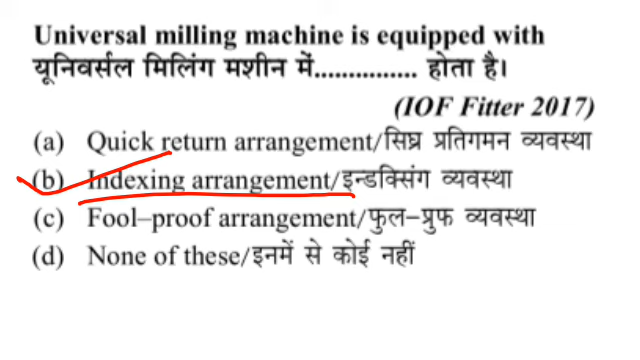 Universal milling machine is equipped with
यूनिवर्सल मिलिंग मशीन में............... होता है।
(IOF Fitter 2017)
(a) Quick return arrangement/सिघ्र प्रतिगमन व्यवस्था
(b) Indexing arrangement/इन्डक्सिंग व्यवस्था
(c) Fool–proof arrangement/फुल–प्रुफ व्यवस्था
(d) None of these/इनमें से कोई नहीं